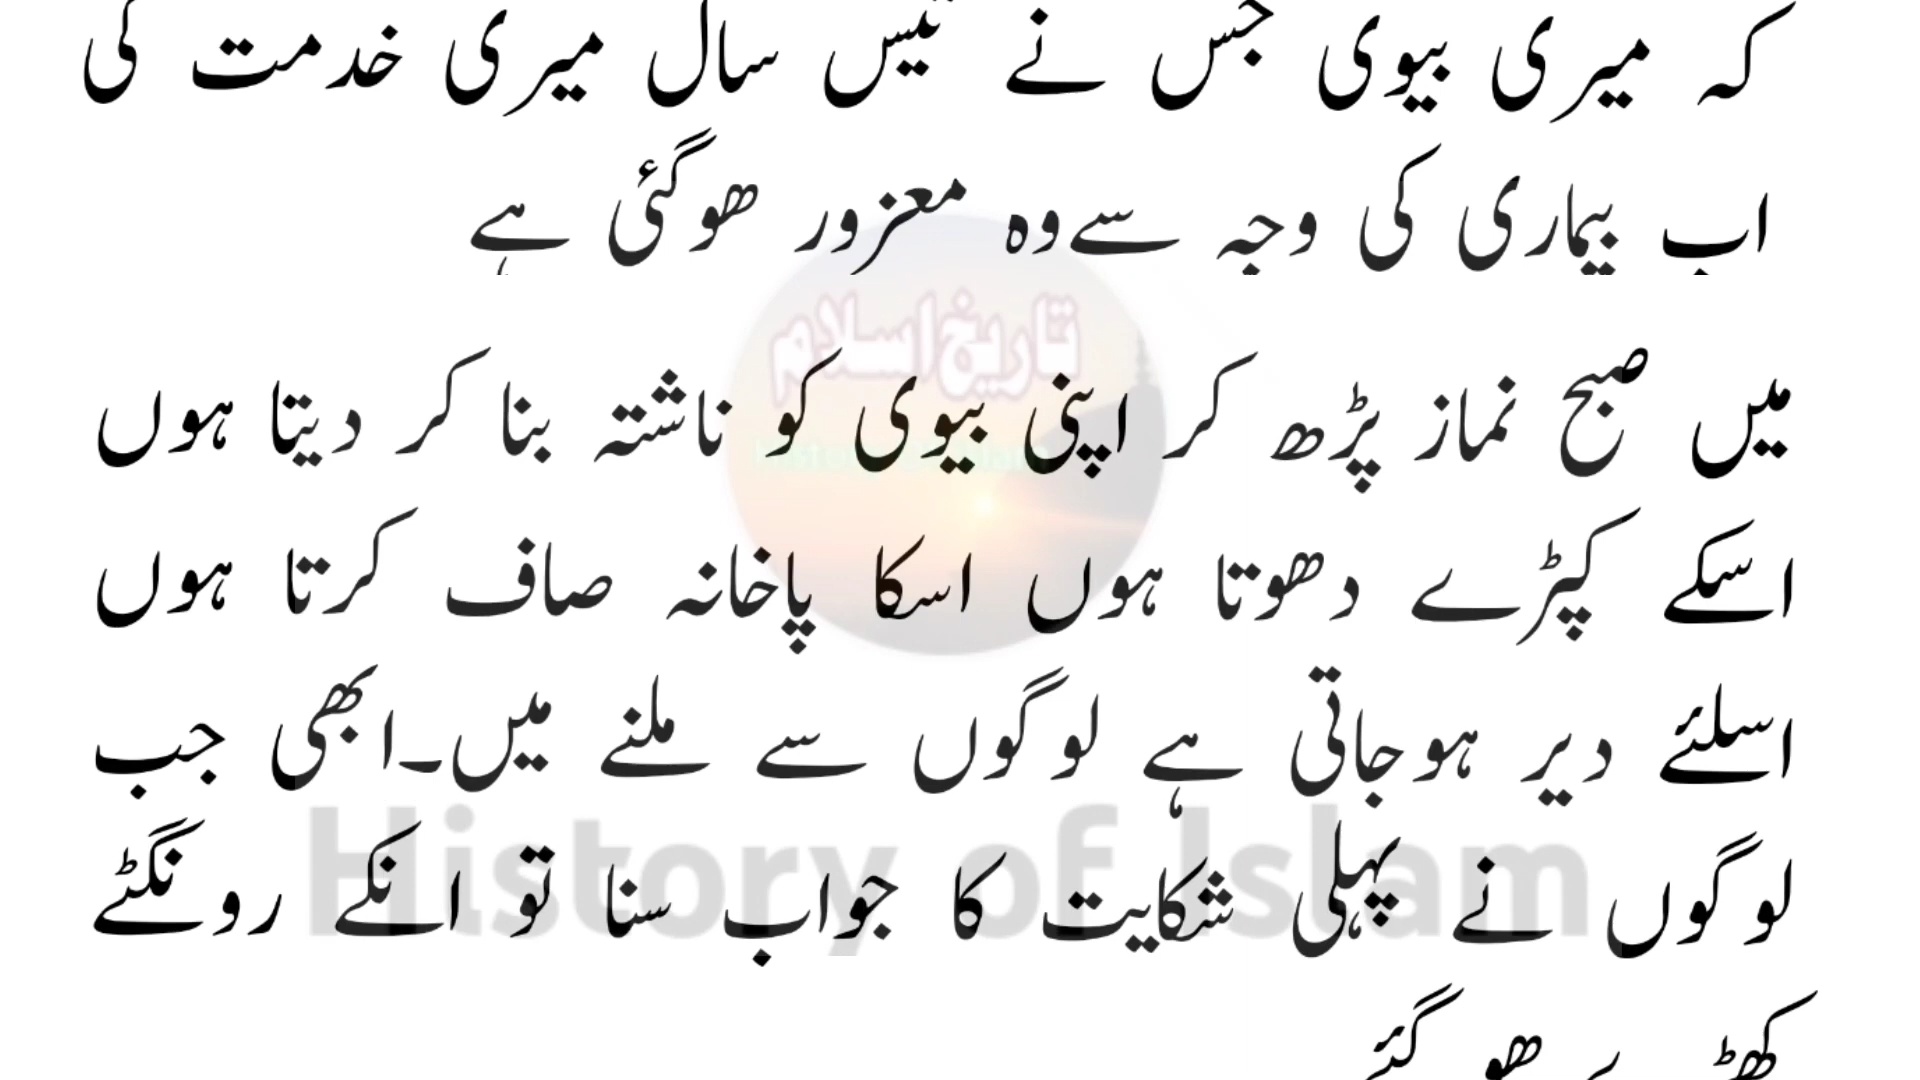 کہ میری بیوی جس نے تیس سال میری خدمت کی
اب بیماری کی وجہ سےوہ معزور ھوگئی ہے
تاریخ اسلام
میں صبح نماز پڑھ کر اپنی بیوی کو ناشتہ بنا کر دیتا ہوں
اسکے کپڑے دھوتا ہوں اسکا پاخانہ صاف کرتا ہوں
اسلئے دیر ہوجاتی ہے لوگوں سے ملنے میں۔ابھی جب
History of Islam
لوگوں نے پہلی شکایت کا جواب سنا تو انکے رونگٹے